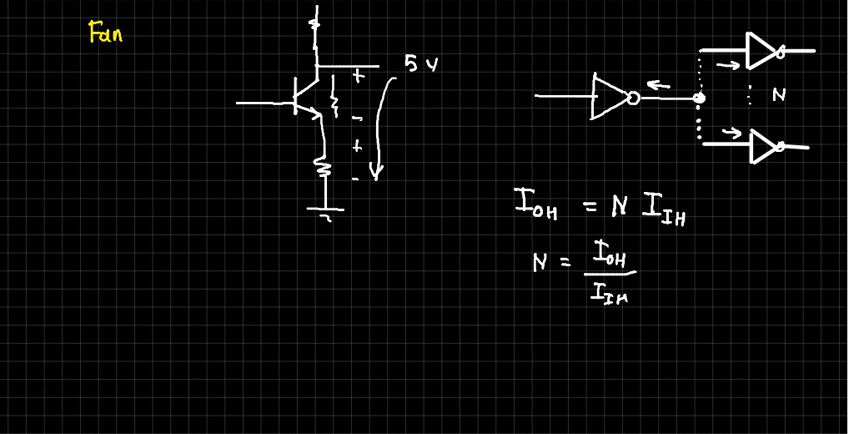 Fan
5 V
+
-
+
-
N
I_OH = N I_IH
N = I_OH / I_IH